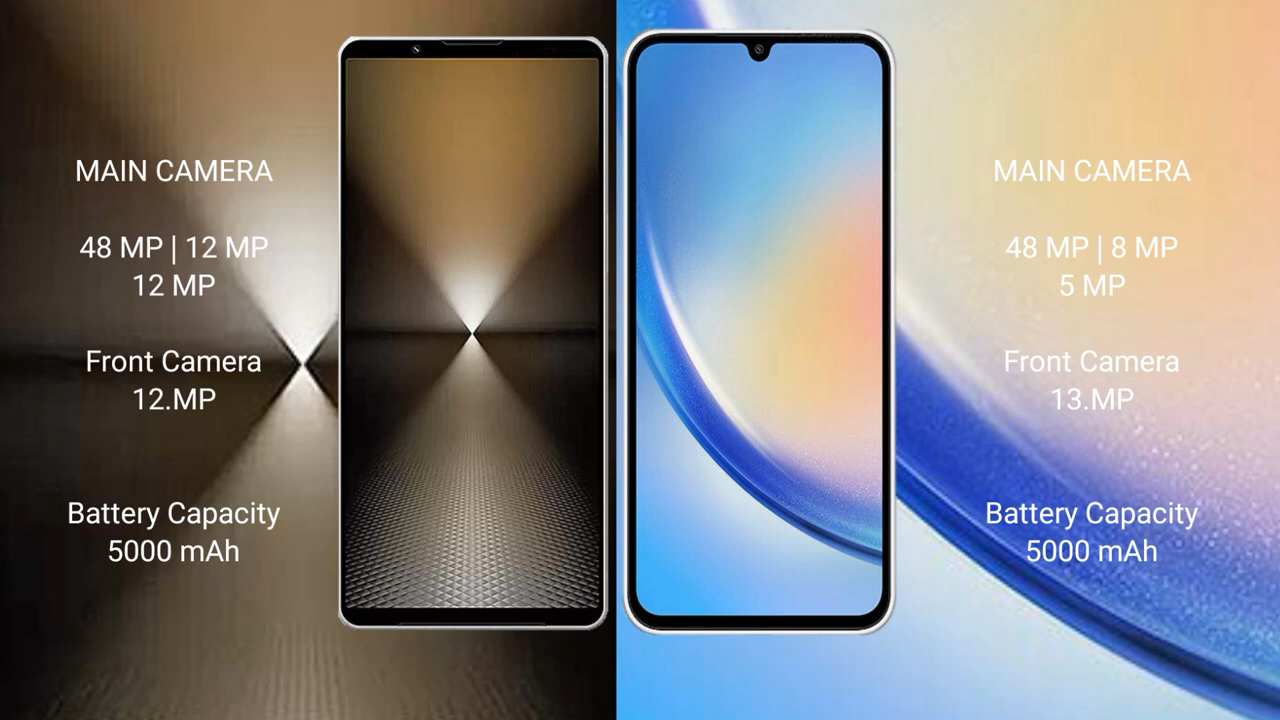 MAIN CAMERA
48 MP | 12 MP
12 MP
Front Camera
12.MP
Battery Capacity
5000 mAh
MAIN CAMERA
48 MP | 8 MP
5 MP
Front Camera
13.MP
Battery Capacity
5000 mAh